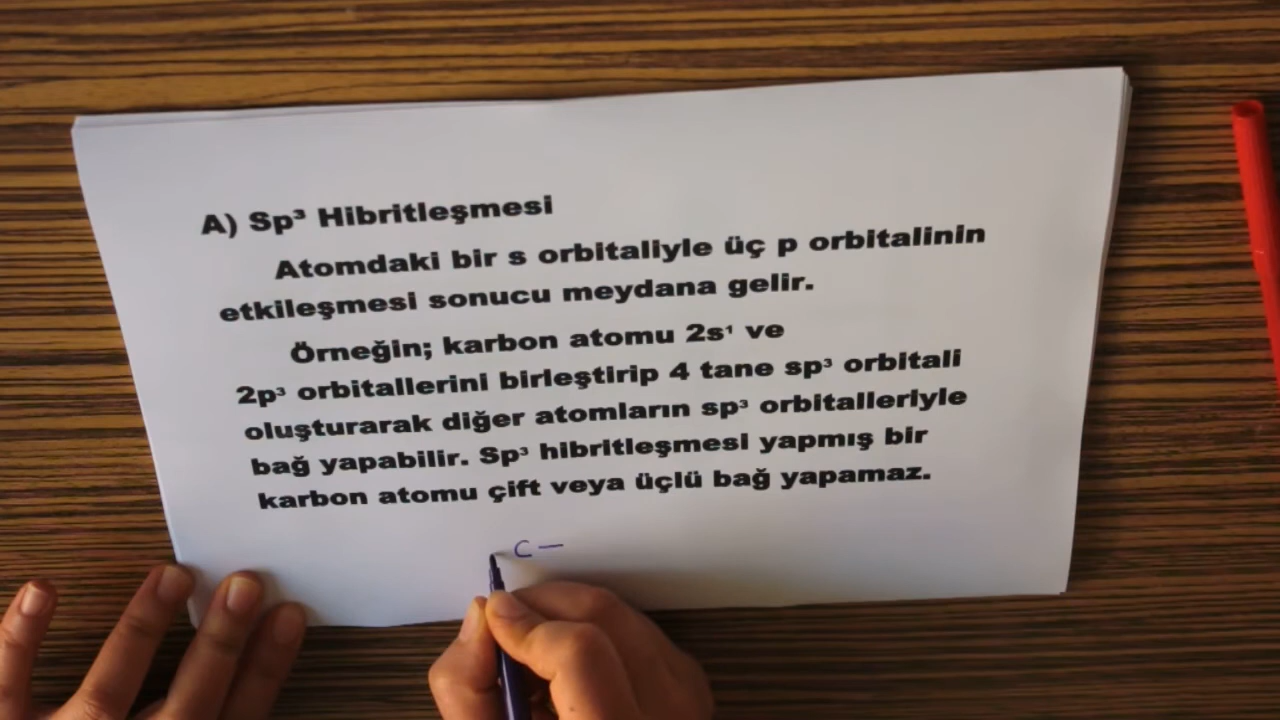 A) Sp³ Hibritleşmesi
Atomdaki bir s orbitaliyle üç p orbitalinin
etkileşmesi sonucu meydana gelir.
Örneğin; karbon atomu 2s¹ ve
2p³ orbitallerini birleştirip 4 tane sp³ orbitali
oluşturarak diğer atomların sp³ orbitalleriyle
bağ yapabilir. Sp³ hibritleşmesi yapmış bir
karbon atomu çift veya üçlü bağ yapamaz.
C —